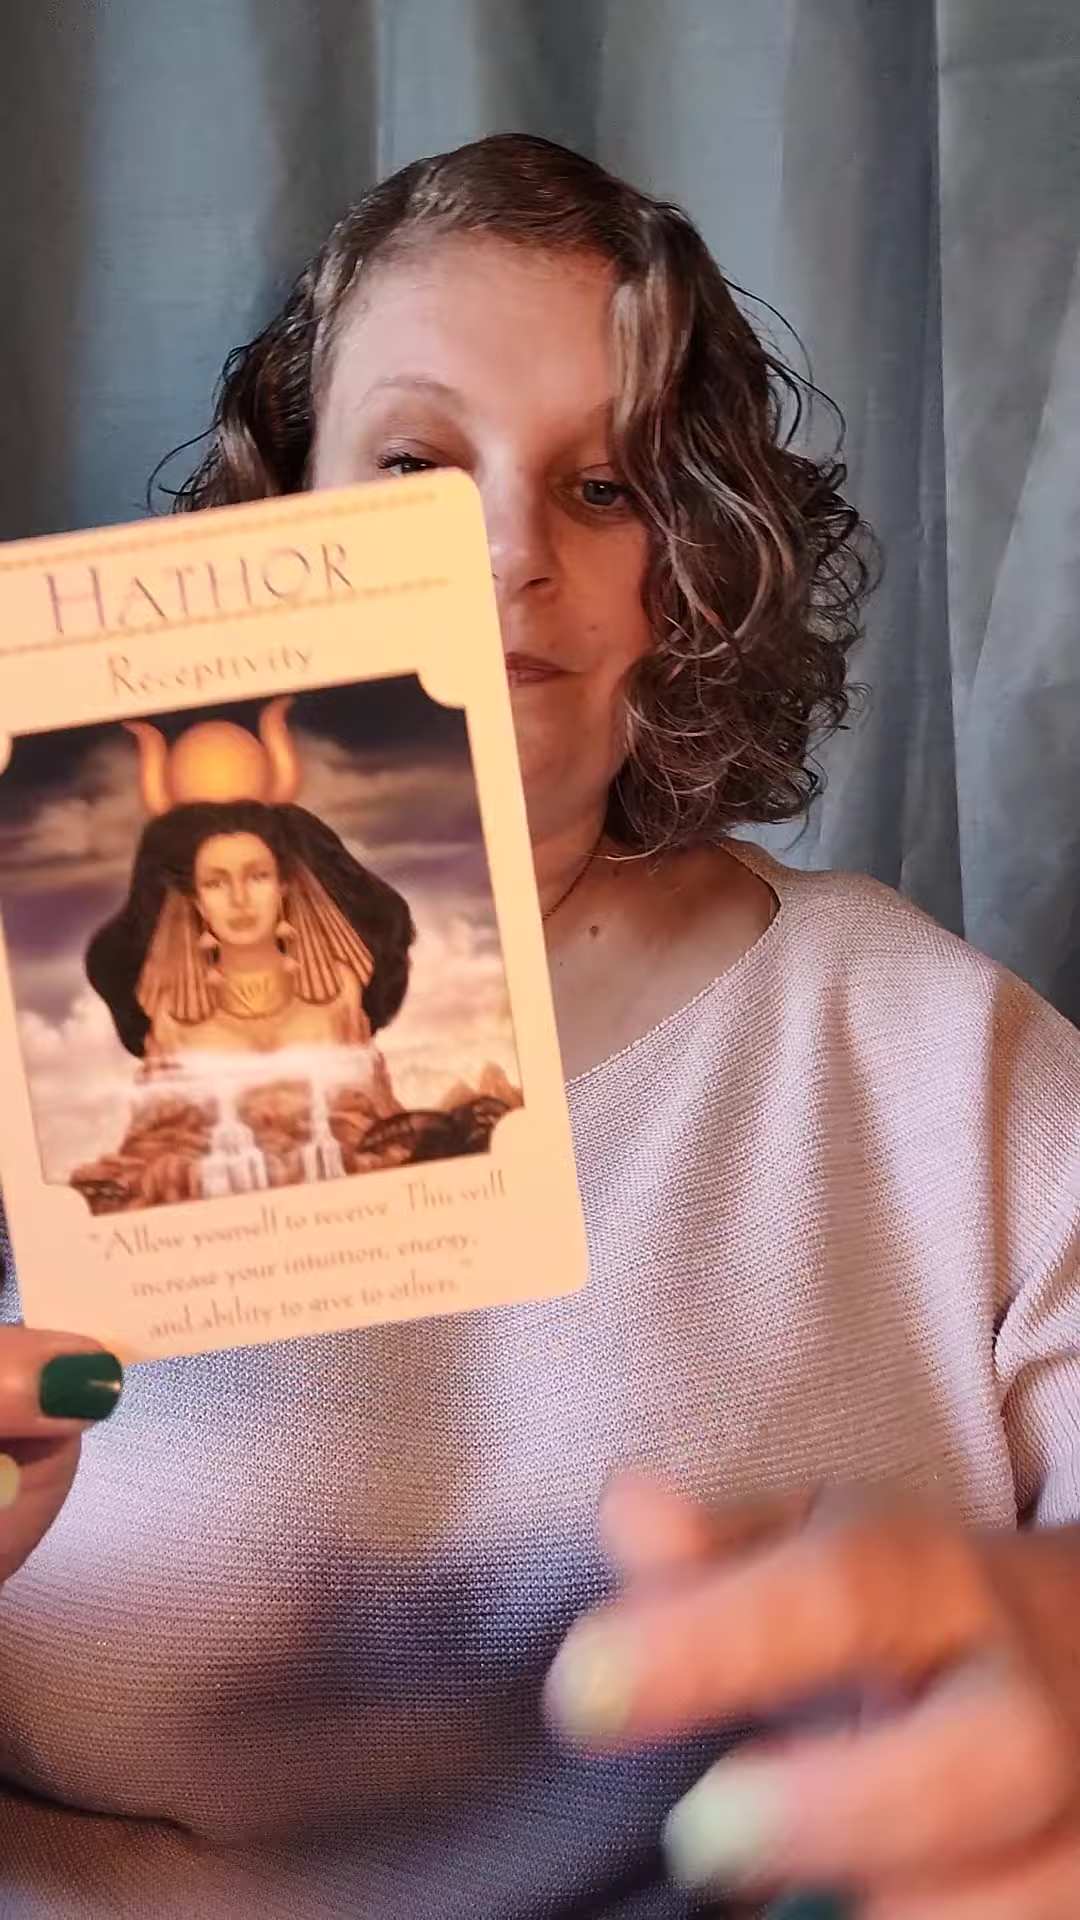 HATHOR
Receptivity
"Allow yourself to receive. This will
increase your intuition, energy,
and ability to give to others."